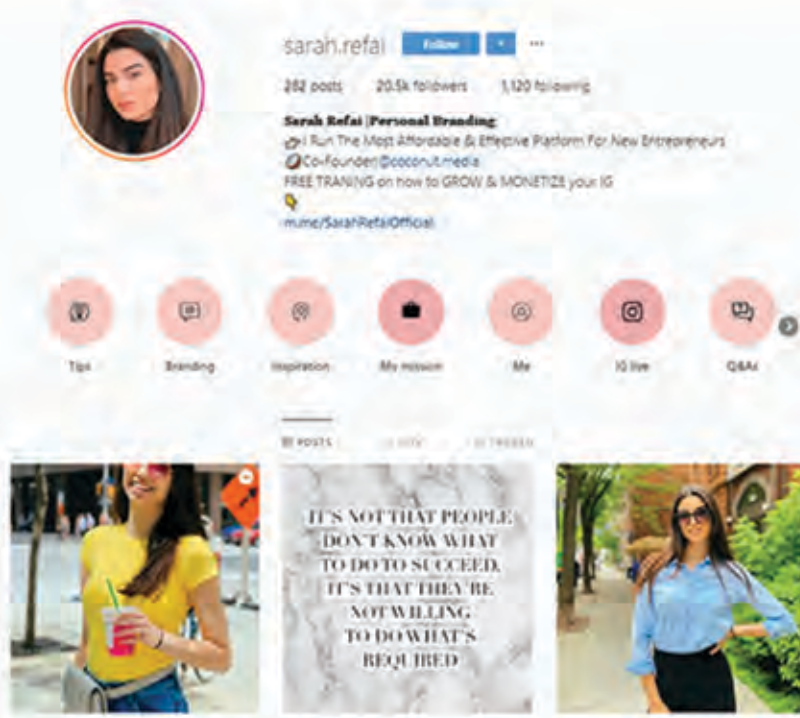 sarah.refai Follow
282 posts 20.5k followers 1,120 following
Sarah Refai |Personal Branding
I Run The Most Affordable & Effective Platform For New Entrepreneurs
Co-Founder @coconut.media
FREE TRANING on how to GROW & MONETIZE your IG
m.me/SarahRefaiOfficial
Tips Branding Inspiration My mission Me IG live Q&As
POSTS TAGGED
IT'S NOT THAT PEOPLE
DON'T KNOW WHAT
TO DO TO SUCCEED,
IT'S THAT THEY'RE
NOT WILLING
TO DO WHAT'S
REQUIRED